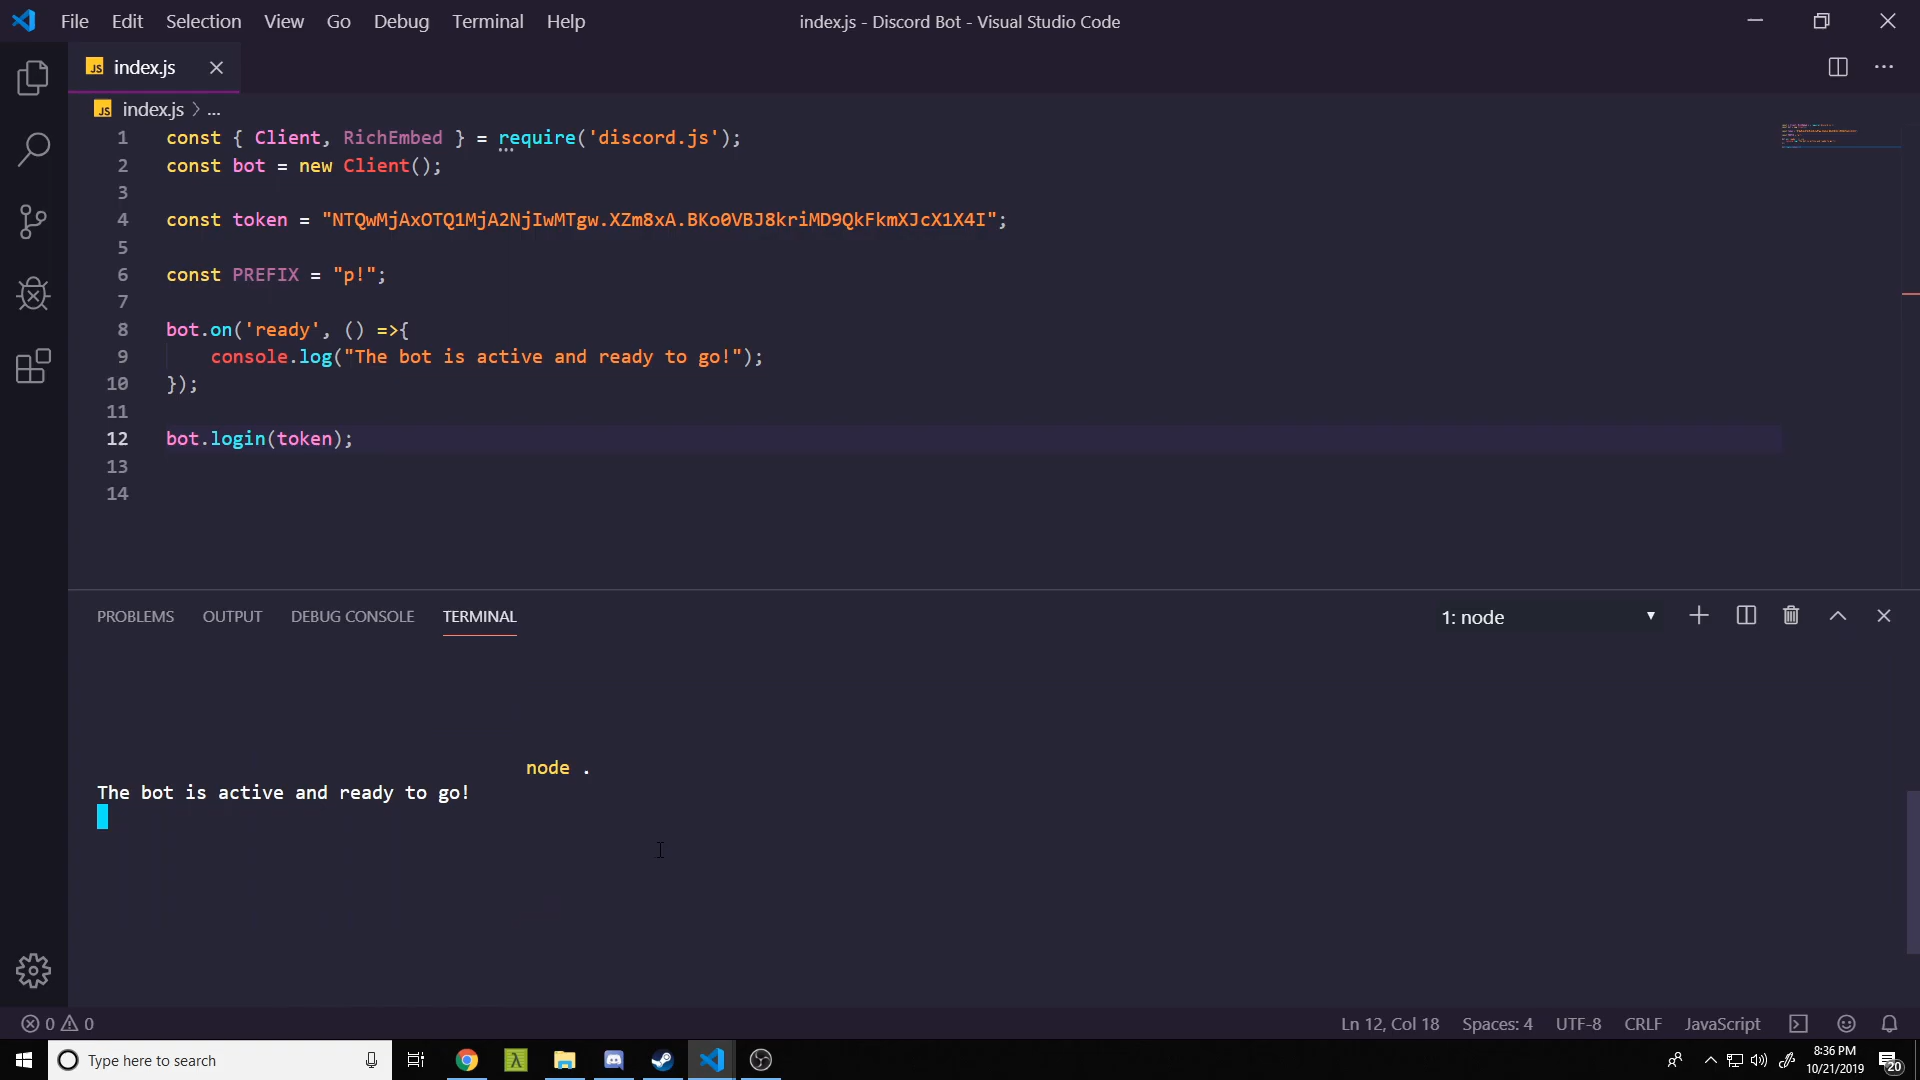 File Edit Selection View Go Debug Terminal Help
index.js - Discord Bot - Visual Studio Code
JS index.js
JS index.js > ...
1 const { Client, RichEmbed } = require('discord.js');
2 const bot = new Client();
3
4 const token = "NTQwMjAxOTQ1MjA2NjIwMTgw.XZm8xA.BKo0VBJ8kriMD9QkFkmXJcX1X4I";
5
6 const PREFIX = "p!";
7
8 bot.on('ready', () =>{
9 console.log("The bot is active and ready to go!");
10 });
11
12 bot.login(token);
13
14
PROBLEMS OUTPUT DEBUG CONSOLE TERMINAL
1: node
node .
The bot is active and ready to go!
0 0
Ln 12, Col 18 Spaces: 4 UTF-8 CRLF JavaScript
Type here to search
8:36 PM
10/21/2019
20